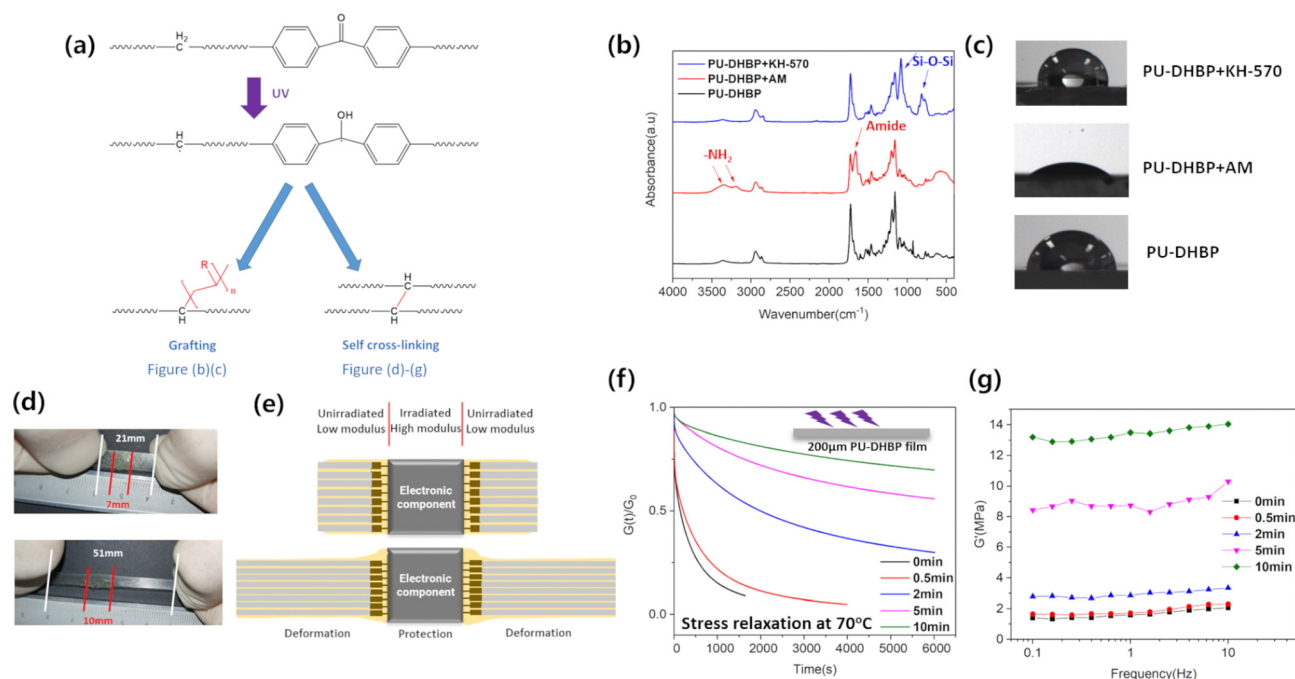 (a)
H
2
C
O
UV
C
OH
R
n
C
H
Grafting
Figure (b)(c)
H
C
C
H
Self cross-linking
Figure (d)-(g)
(b)
PU-DHBP+KH-570
PU-DHBP+AM
PU-DHBP
Si-O-Si
Amide
-NH2
Absorbance(a.u)
4000 3500 3000 2500 2000 1500 1000 500
Wavenumber(cm-1)
(c)
PU-DHBP+KH-570
PU-DHBP+AM
PU-DHBP
(d)
21mm
7mm
51mm
10mm
(e)
Unirradiated Irradiated Unirradiated
Low modulus High modulus Low modulus
Electronic
component
Electronic
component
Deformation Protection Deformation
(f)
G(t)/G0
1.0
0.5
0.0
200μm PU-DHBP film
0min
0.5min
2min
5min
10min
Stress relaxation at 70°C
0 1000 2000 3000 4000 5000 6000
Time(s)
(g)
G'(MPa)
16
14
12
10
8
6
4
2
0
0min
0.5min
2min
5min
10min
0.1 1 10
Frequency(Hz)